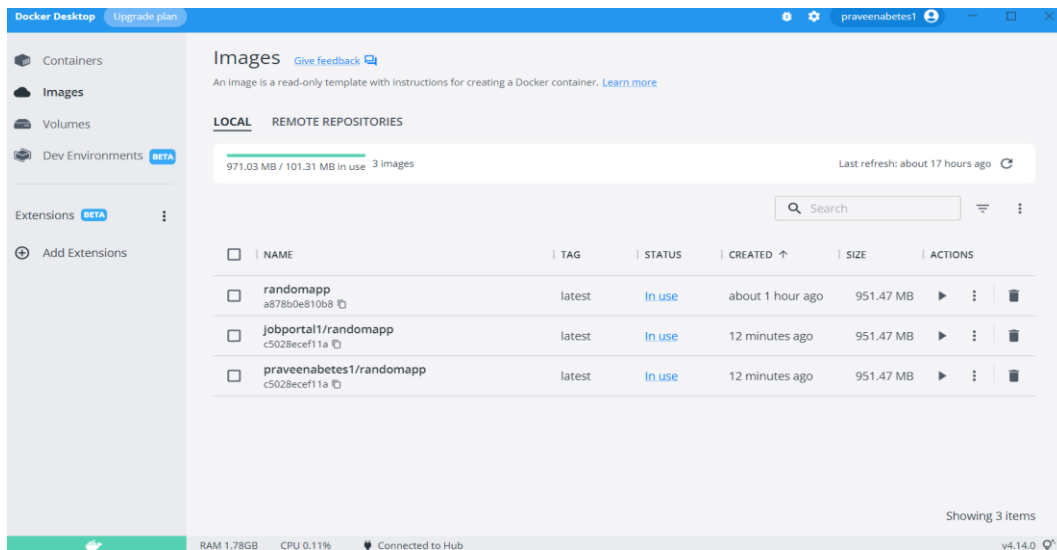 Docker Desktop Upgrade plan praveenabetes1
Containers
Images
Volumes
Dev Environments BETA
Extensions BETA
Add Extensions
Images Give feedback
An image is a read-only template with instructions for creating a Docker container. Learn more
LOCAL REMOTE REPOSITORIES
971.03 MB / 101.31 MB in use 3 images Last refresh: about 17 hours ago
Search
NAME TAG STATUS CREATED SIZE ACTIONS
randomapp latest In use about 1 hour ago 951.47 MB
a878b0e810b8
jobportal1/randomapp latest In use 12 minutes ago 951.47 MB
c5028ecef11a
praveenabetes1/randomapp latest In use 12 minutes ago 951.47 MB
c5028ecef11a
Showing 3 items
RAM 1.78GB CPU 0.11% Connected to Hub v4.14.0